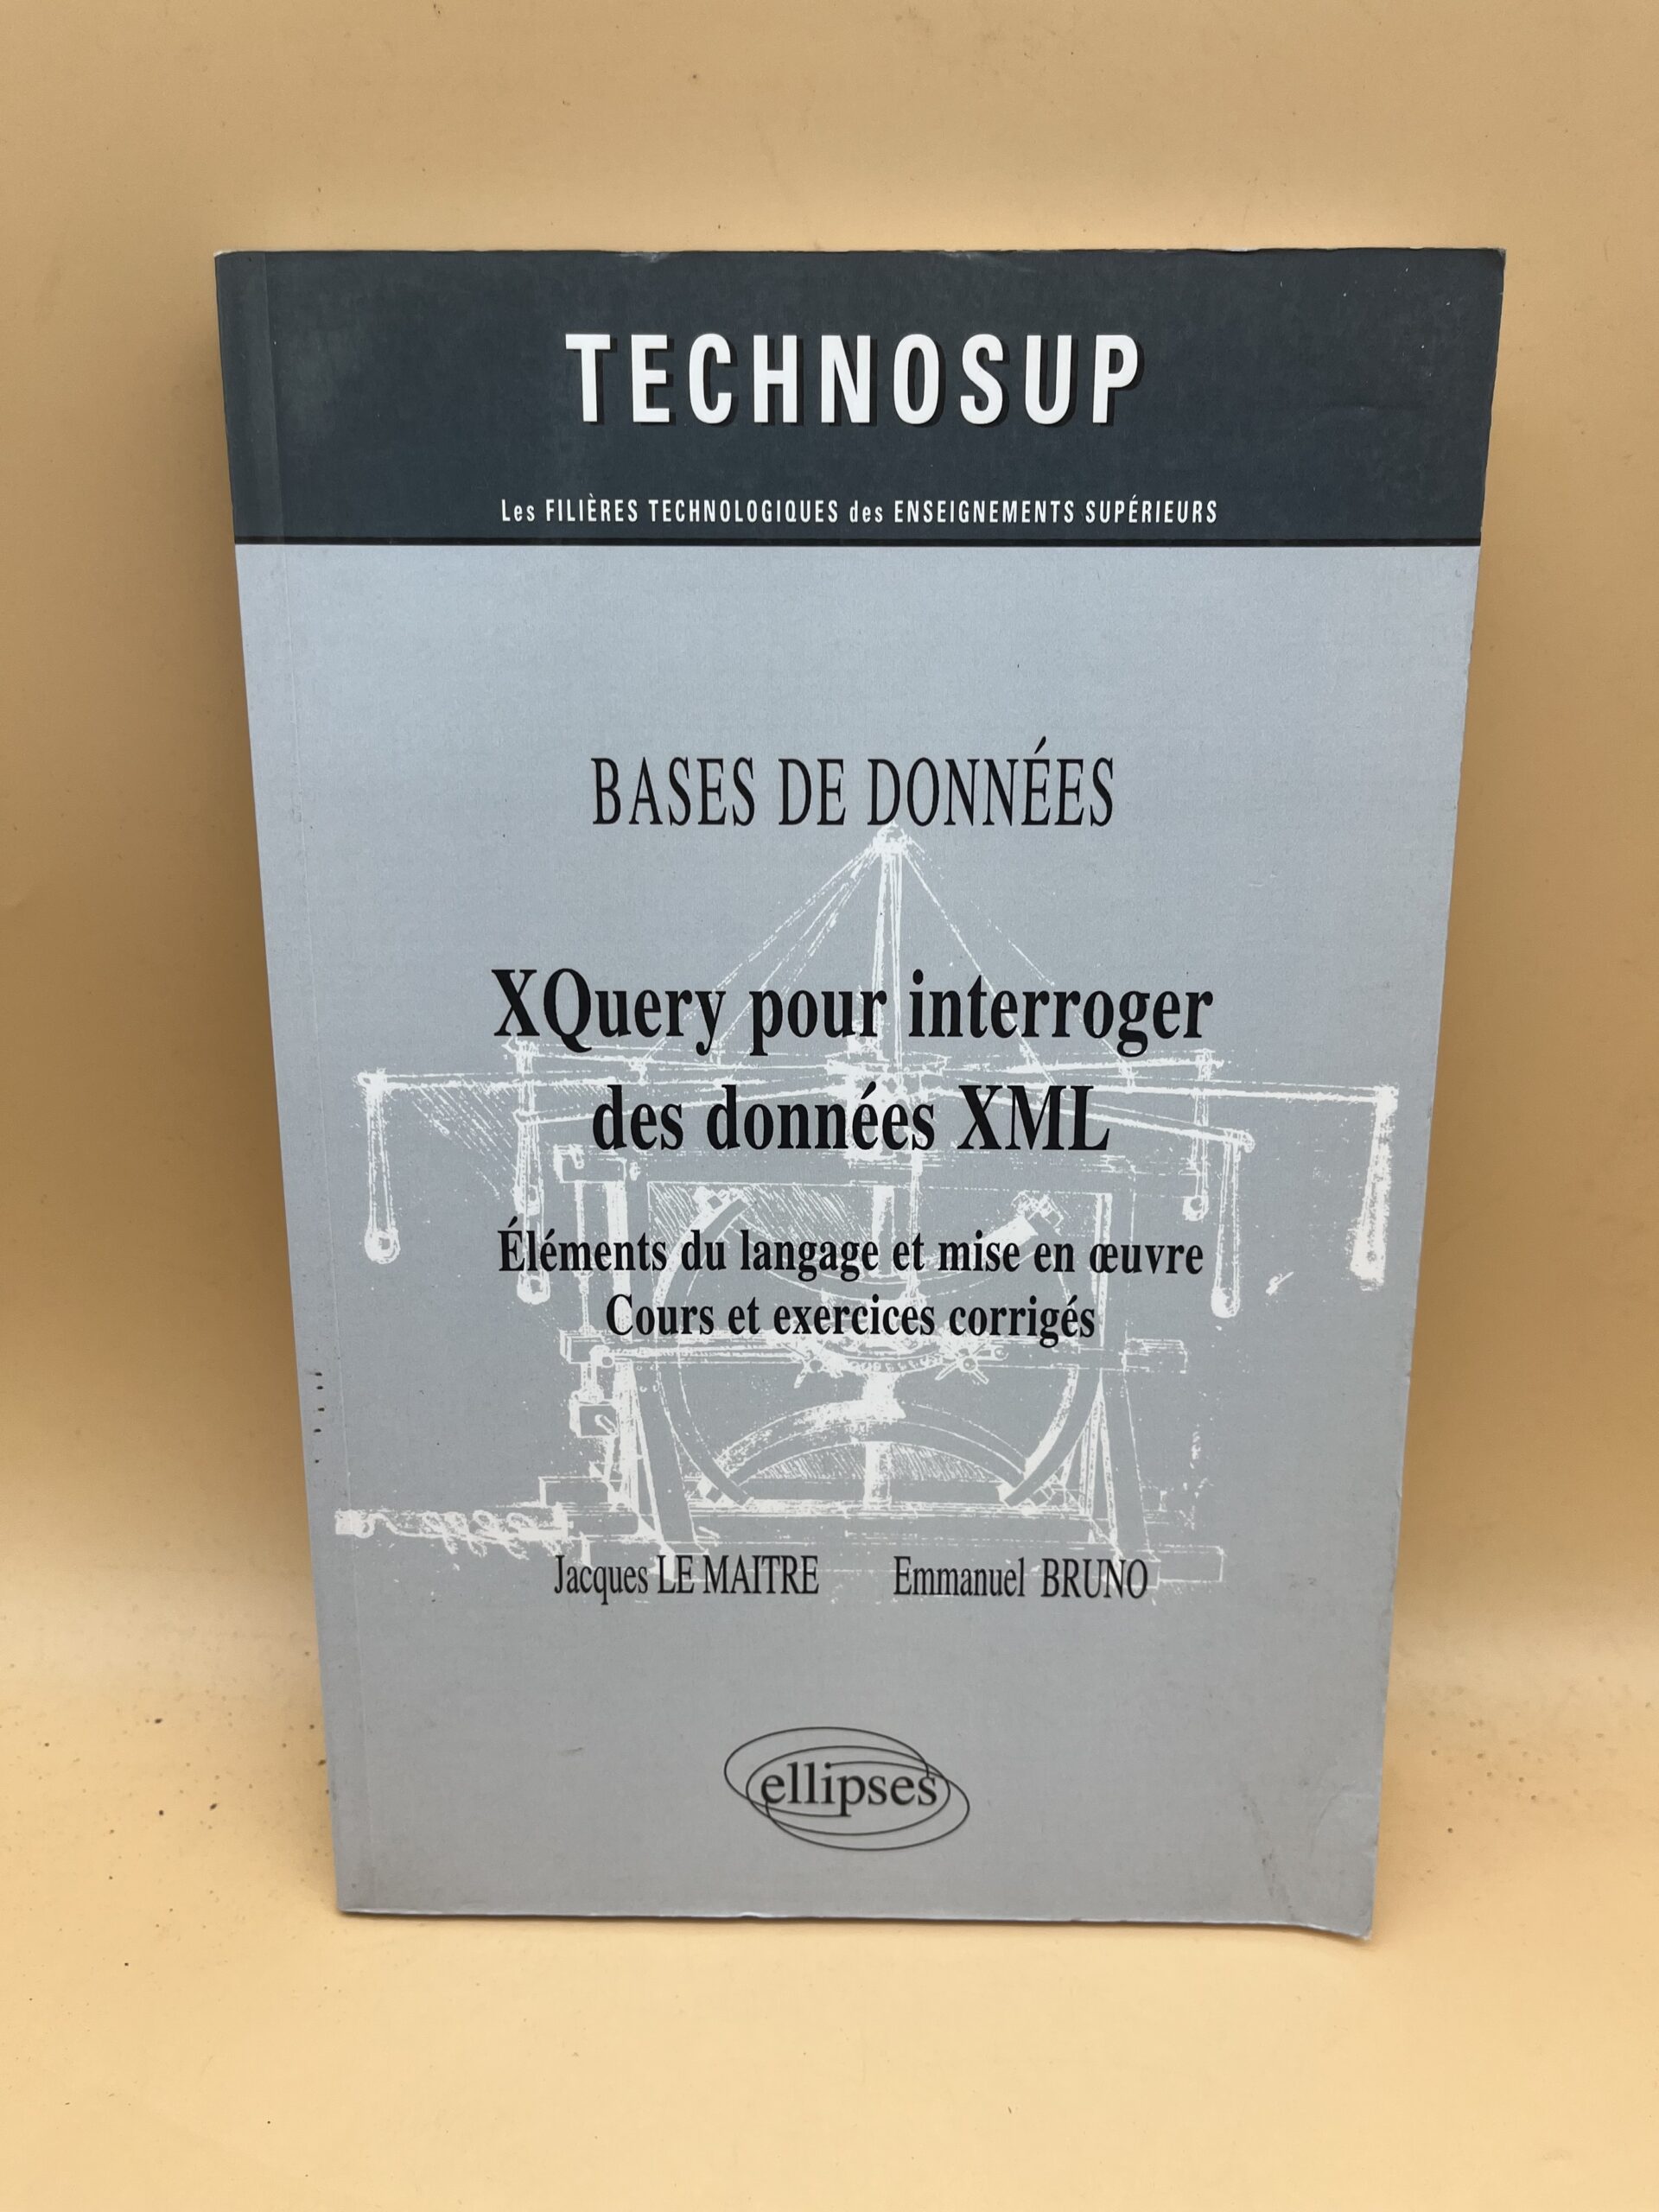 TECHNOSUP
Les FILIÈRES TECHNOLOGIQUES des ENSEIGNEMENTS SUPÉRIEURS
BASES DE DONNÉES
XQuery pour interroger
des données XML
Éléments du langage et mise en œuvre
Cours et exercices corrigés
Jacques LE MAITRE Emmanuel BRUNO
ellipses